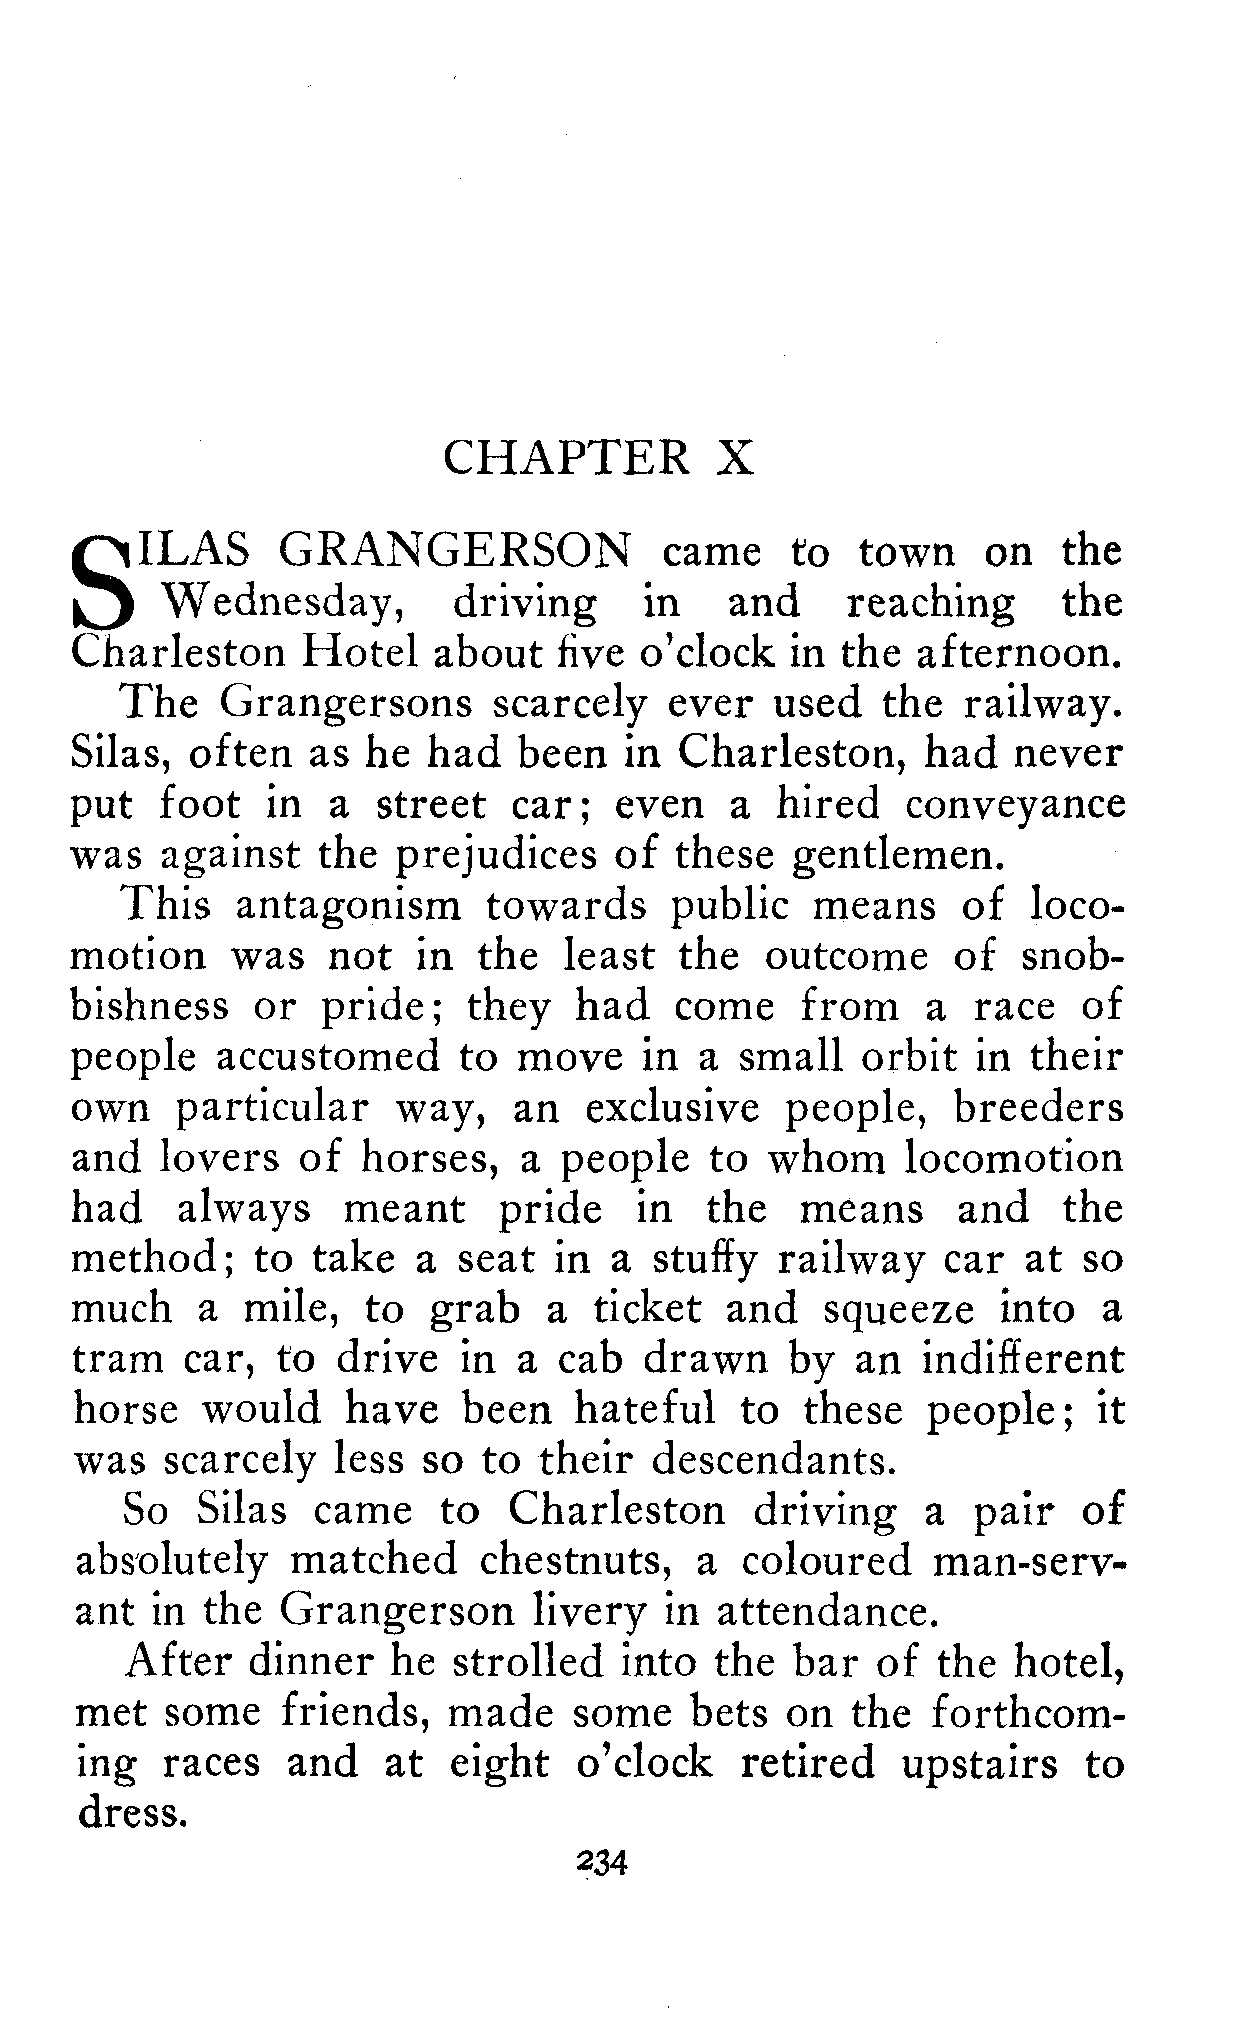 CHAPTER X
SILAS GRANGERSON came to town on the
Wednesday, driving in and reaching the
Charleston Hotel about five o'clock in the afternoon.
The Grangersons scarcely ever used the railway.
Silas, often as he had been in Charleston, had never
put foot in a street car; even a hired conveyance
was against the prejudices of these gentlemen.
This antagonism towards public means of loco-
motion was not in the least the outcome of snob-
bishness or pride; they had come from a race of
people accustomed to move in a small orbit in their
own particular way, an exclusive people, breeders
and lovers of horses, a people to whom locomotion
had always meant pride in the means and the
method; to take a seat in a stuffy railway car at so
much a mile, to grab a ticket and squeeze into a
tram car, to drive in a cab drawn by an indifferent
horse would have been hateful to these people; it
was scarcely less so to their descendants.
So Silas came to Charleston driving a pair of
absolutely matched chestnuts, a coloured man-serv-
ant in the Grangerson livery in attendance.
After dinner he strolled into the bar of the hotel,
met some friends, made some bets on the forthcom-
ing races and at eight o'clock retired upstairs to
dress.
234